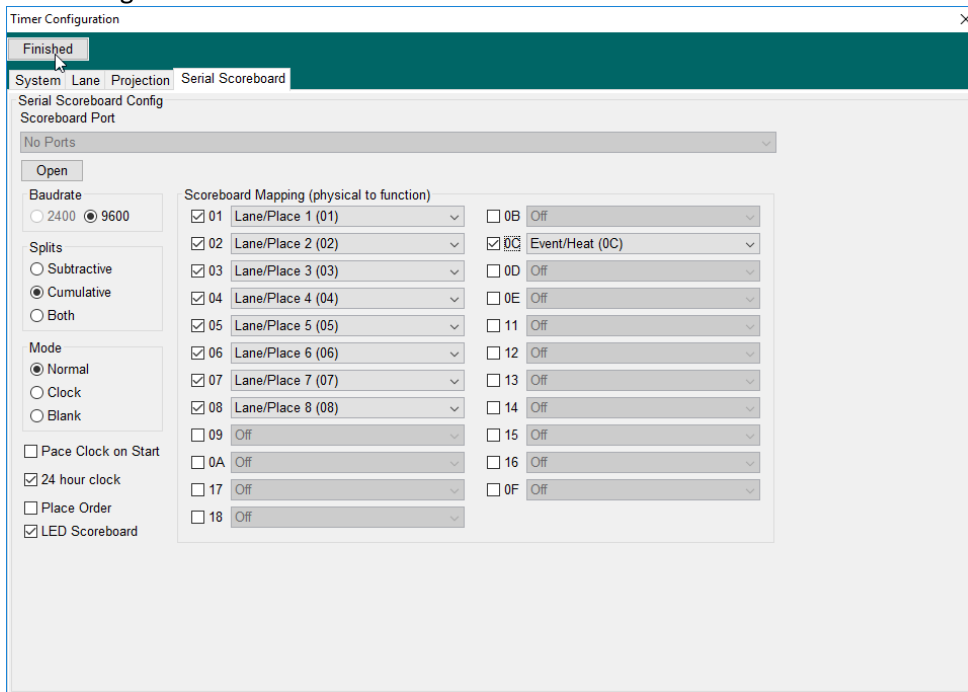 Timer Configuration
Finished
System Lane Projection Serial Scoreboard
Serial Scoreboard Config
Scoreboard Port
No Ports
Open
Baudrate
2400 9600
Splits
Subtractive
Cumulative
Both
Mode
Normal
Clock
Blank
Pace Clock on Start
24 hour clock
Place Order
LED Scoreboard
Scoreboard Mapping (physical to function)
01 Lane/Place 1 (01)
02 Lane/Place 2 (02)
03 Lane/Place 3 (03)
04 Lane/Place 4 (04)
05 Lane/Place 5 (05)
06 Lane/Place 6 (06)
07 Lane/Place 7 (07)
08 Lane/Place 8 (08)
09 Off
0A Off
17 Off
18 Off
0B Off
0C Event/Heat (0C)
0D Off
0E Off
11 Off
12 Off
13 Off
14 Off
15 Off
16 Off
0F Off